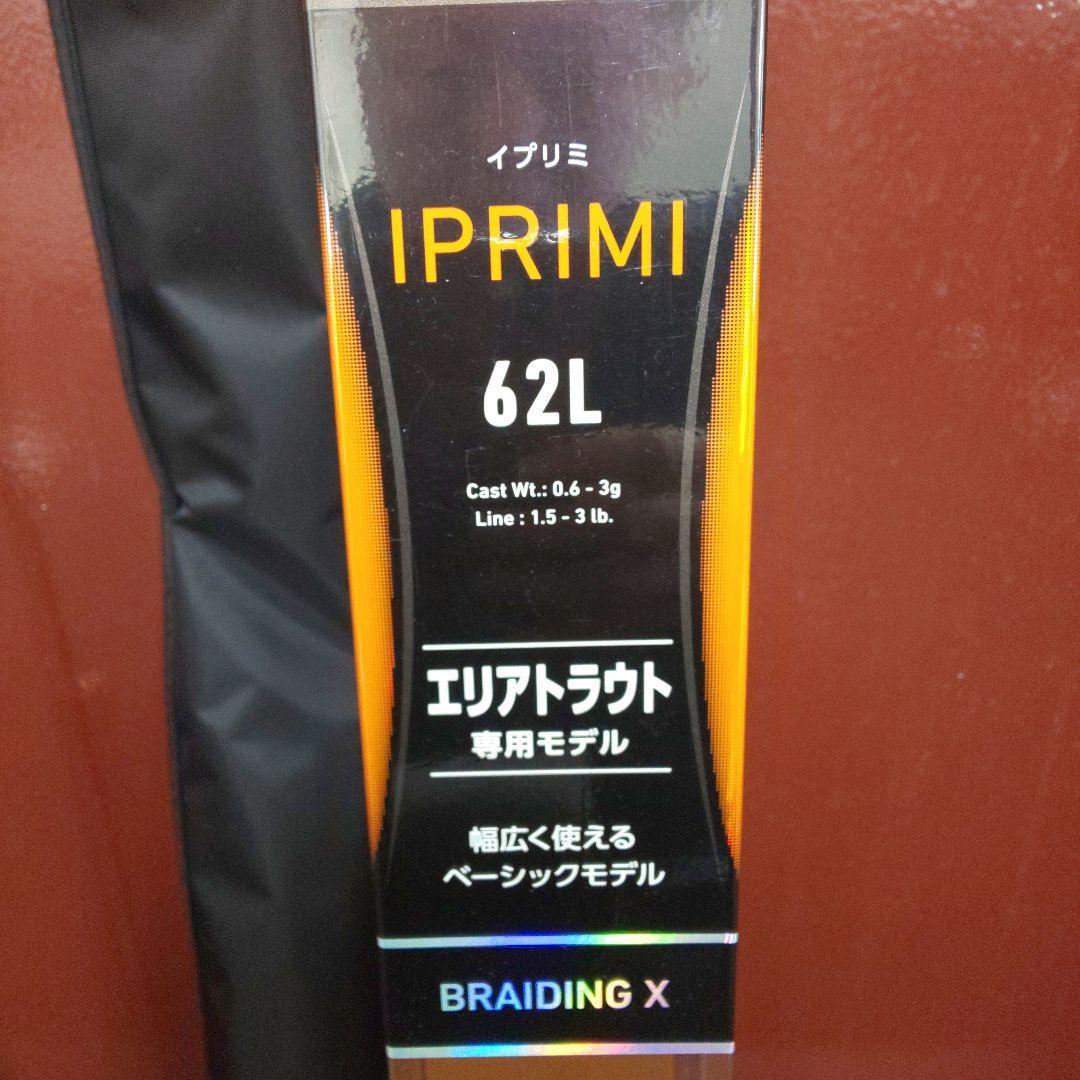 イプリミ
IPRIMI
62L
Cast Wt.: 0.6 - 3g
Line : 1.5 - 3 lb.
エリアトラウト
専用モデル
幅広く使える
ベーシックモデル
BRAIDING X